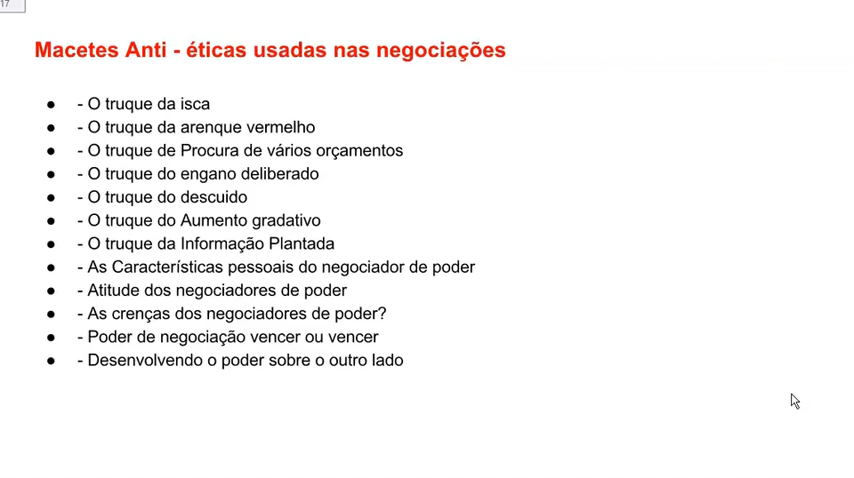 17
Macetes Anti - éticas usadas nas negociações
● - O truque da isca
● - O truque da arenque vermelho
● - O truque de Procura de vários orçamentos
● - O truque do engano deliberado
● - O truque do descuido
● - O truque do Aumento gradativo
● - O truque da Informação Plantada
● - As Características pessoais do negociador de poder
● - Atitude dos negociadores de poder
● - As crenças dos negociadores de poder?
● - Poder de negociação vencer ou vencer
● - Desenvolvendo o poder sobre o outro lado